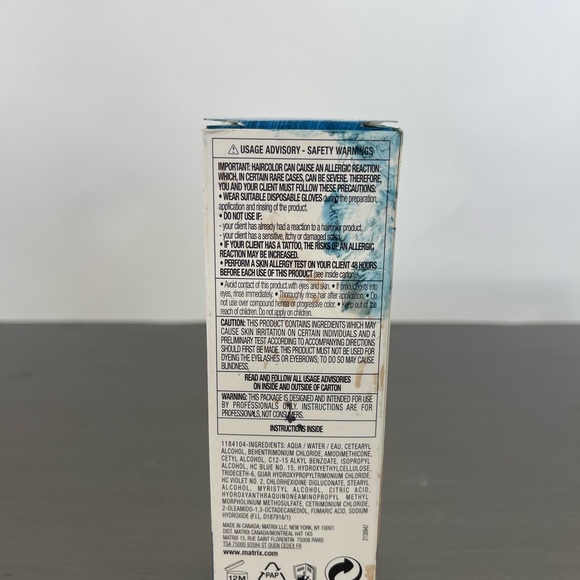 ⚠ USAGE ADVISORY - SAFETY WARNINGS
IMPORTANT: HAIRCOLOR CAN CAUSE AN ALLERGIC REACTION,
WHICH, IN CERTAIN RARE CASES, CAN BE SEVERE. THEREFORE,
YOU AND YOUR CLIENT MUST FOLLOW THESE PRECAUTIONS:
• WEAR SUITABLE DISPOSABLE GLOVES during the preparation,
application and rinsing of the product.
• DO NOT USE IF:
- your client has already had a reaction to a haircolor product,
- your client has a sensitive, itchy or damaged scalp.
• IF YOUR CLIENT HAS A TATTOO, THE RISKS OF AN ALLERGIC
REACTION MAY BE INCREASED.
• PERFORM A SKIN ALLERGY TEST ON YOUR CLIENT 48 HOURS
BEFORE EACH USE OF THIS PRODUCT (see inside carton).
• Avoid contact of this product with eyes and skin. • If product gets into
eyes, rinse immediately. • Thoroughly rinse hair after application. • Do
not use over compound henna or progressive color. • Keep out of the
reach of children. Do not apply on children.
CAUTION: THIS PRODUCT CONTAINS INGREDIENTS WHICH MAY
CAUSE SKIN IRRITATION ON CERTAIN INDIVIDUALS AND A
PRELIMINARY TEST ACCORDING TO ACCOMPANYING DIRECTIONS
SHOULD FIRST BE MADE. THIS PRODUCT MUST NOT BE USED FOR
DYEING THE EYELASHES OR EYEBROWS; TO DO SO MAY CAUSE
BLINDNESS.
READ AND FOLLOW ALL USAGE ADVISORIES
ON INSIDE AND OUTSIDE OF CARTON
WARNING: THIS PACKAGE IS DESIGNED AND INTENDED FOR USE
BY PROFESSIONALS ONLY. INSTRUCTIONS ARE FOR
PROFESSIONALS, NOT CONSUMERS.
INSTRUCTIONS INSIDE
1184104-INGREDIENTS: AQUA / WATER / EAU, CETEARYL
ALCOHOL, BEHENTRIMONIUM CHLORIDE, AMODIMETHICONE,
CETYL ALCOHOL, C12-15 ALKYL BENZOATE, ISOPROPYL
ALCOHOL, HC BLUE NO. 15, HYDROXYETHYLCELLULOSE,
TRIDECETH-6, GUAR HYDROXYPROPYLTRIMONIUM CHLORIDE,
HC VIOLET NO. 2, CHLORHEXIDINE DIGLUCONATE, STEARYL
ALCOHOL, MYRISTYL ALCOHOL, CITRIC ACID,
HYDROXYANTHRAQUINONEAMINOPROPYL METHYL
MORPHOLINIUM METHOSULFATE, CETRIMONIUM CHLORIDE,
2-OLEAMIDO-1,3-OCTADECANEDIOL, FUMARIC ACID, SODIUM
HYDROXIDE (F.I.L. D187916/1)
MADE IN CANADA, MATRIX LLC, NEW YORK, NY 10001
DIST. MATRIX CANADA/MONTREAL H4T 1K5
MATRIX 15, RUE SAINT FLORENTIN 75008 PARIS
TSA 75000 93584 ST OUEN CEDEX FR
www.matrix.com
12M
PAP